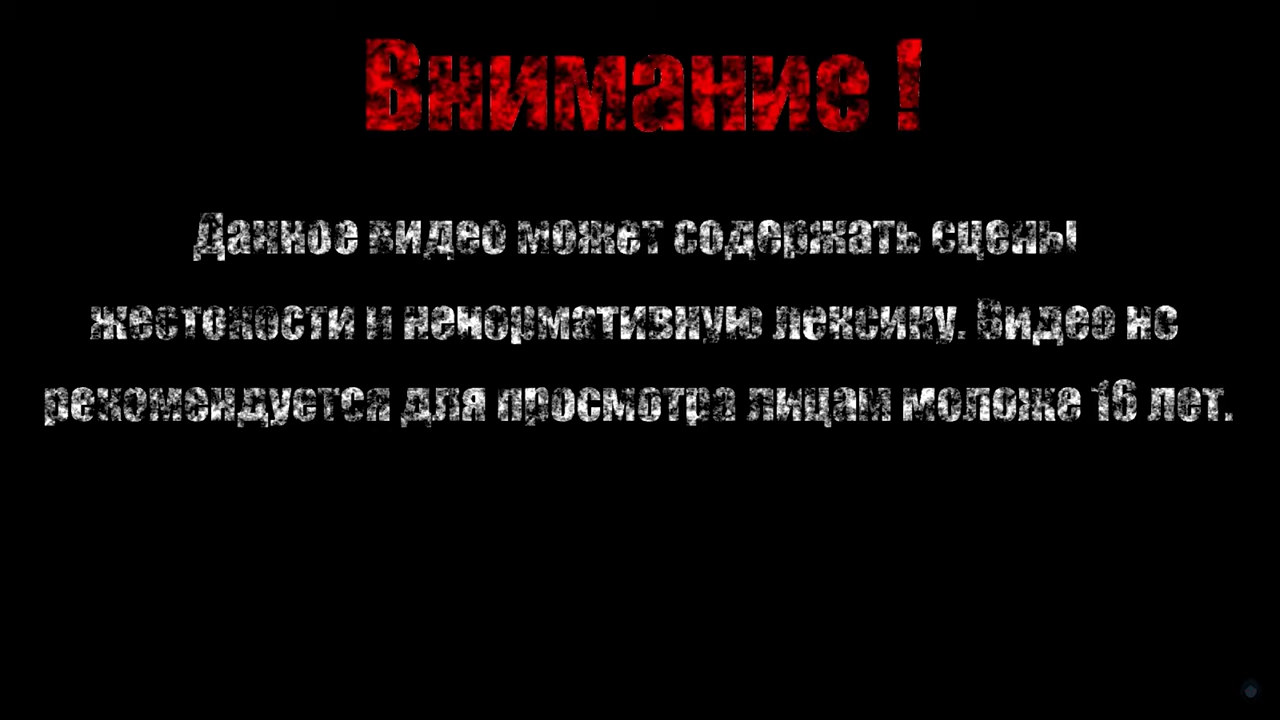 Внимание !
Данное видео может содержать сцены
жестокости и ненормативную лексику. Видео не
рекомендуется для просмотра лицам моложе 16 лет.